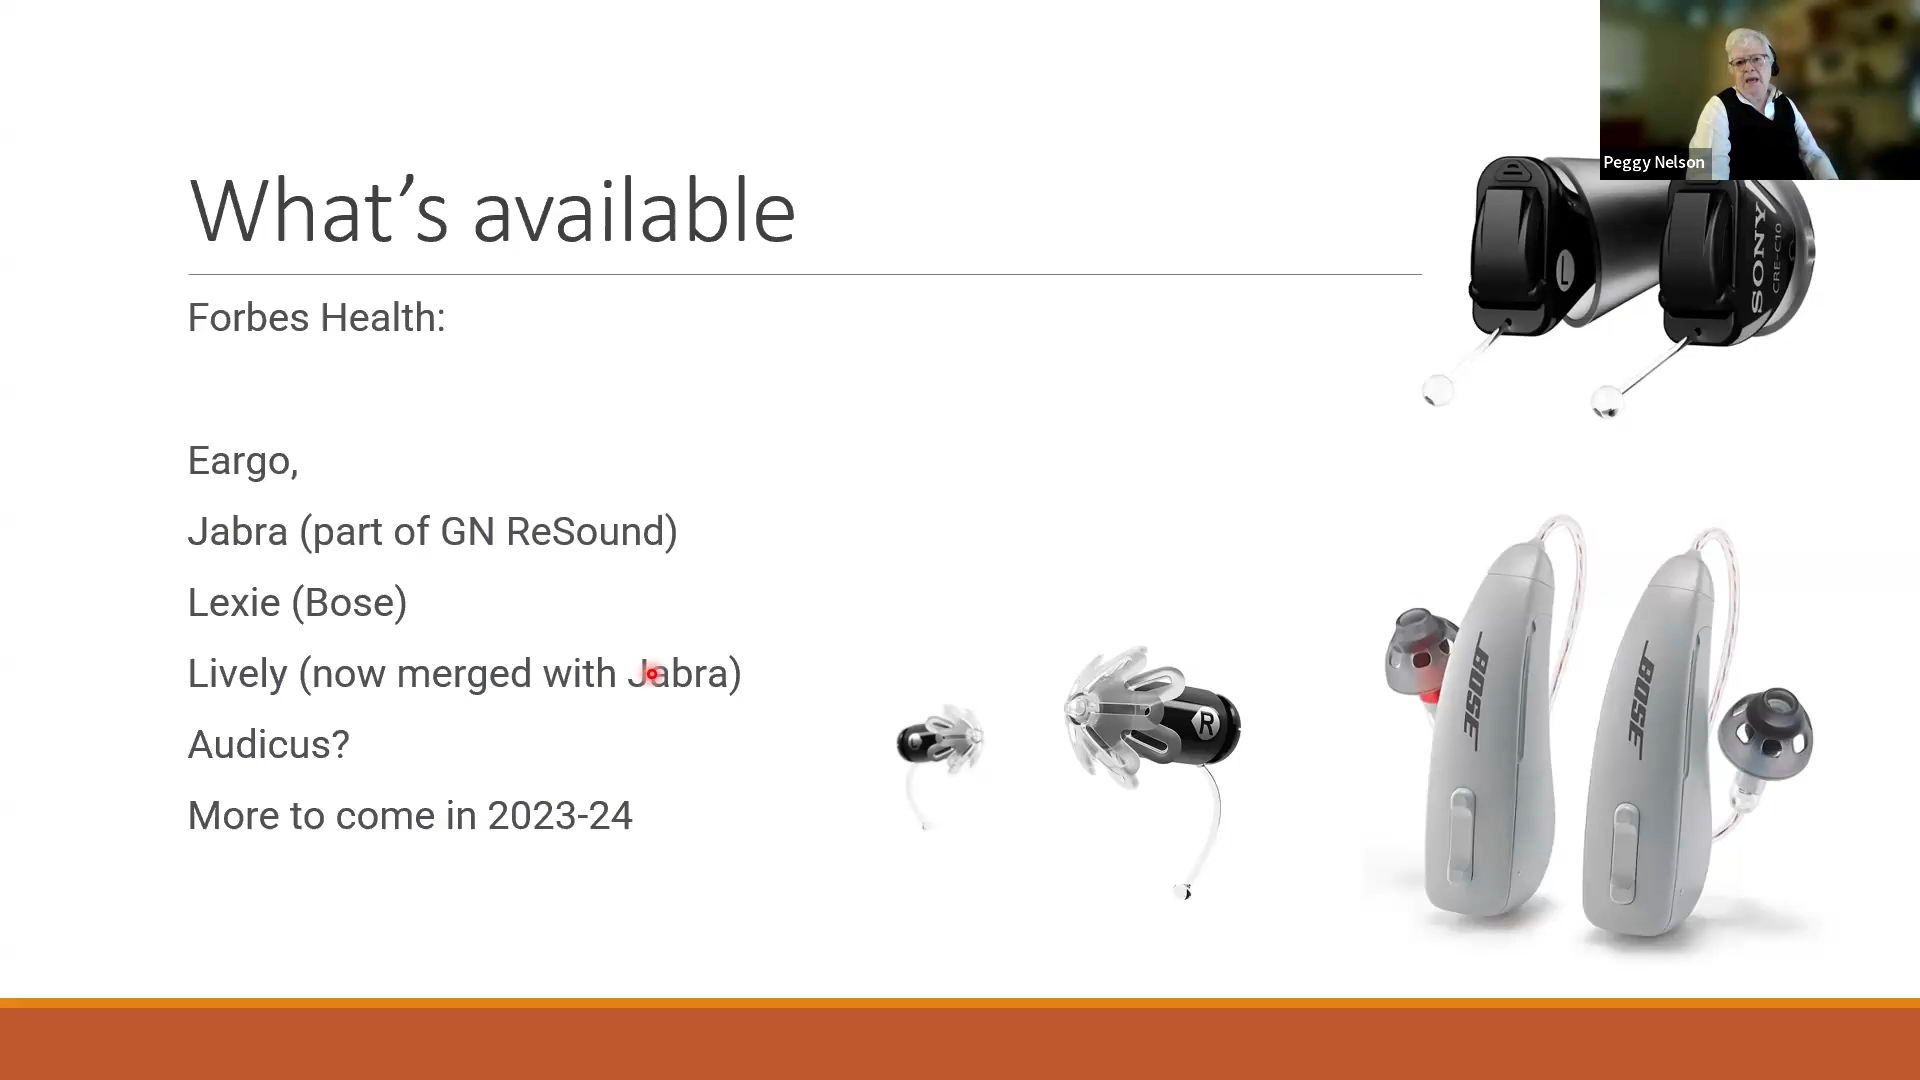 Peggy Nelson
What's available
Forbes Health:
Eargo,
Jabra (part of GN ReSound)
Lexie (Bose)
Lively (now merged with Jabra)
Audicus?
More to come in 2023-24
L
SONY
CRE-C10
L
R
BOSE
BOSE